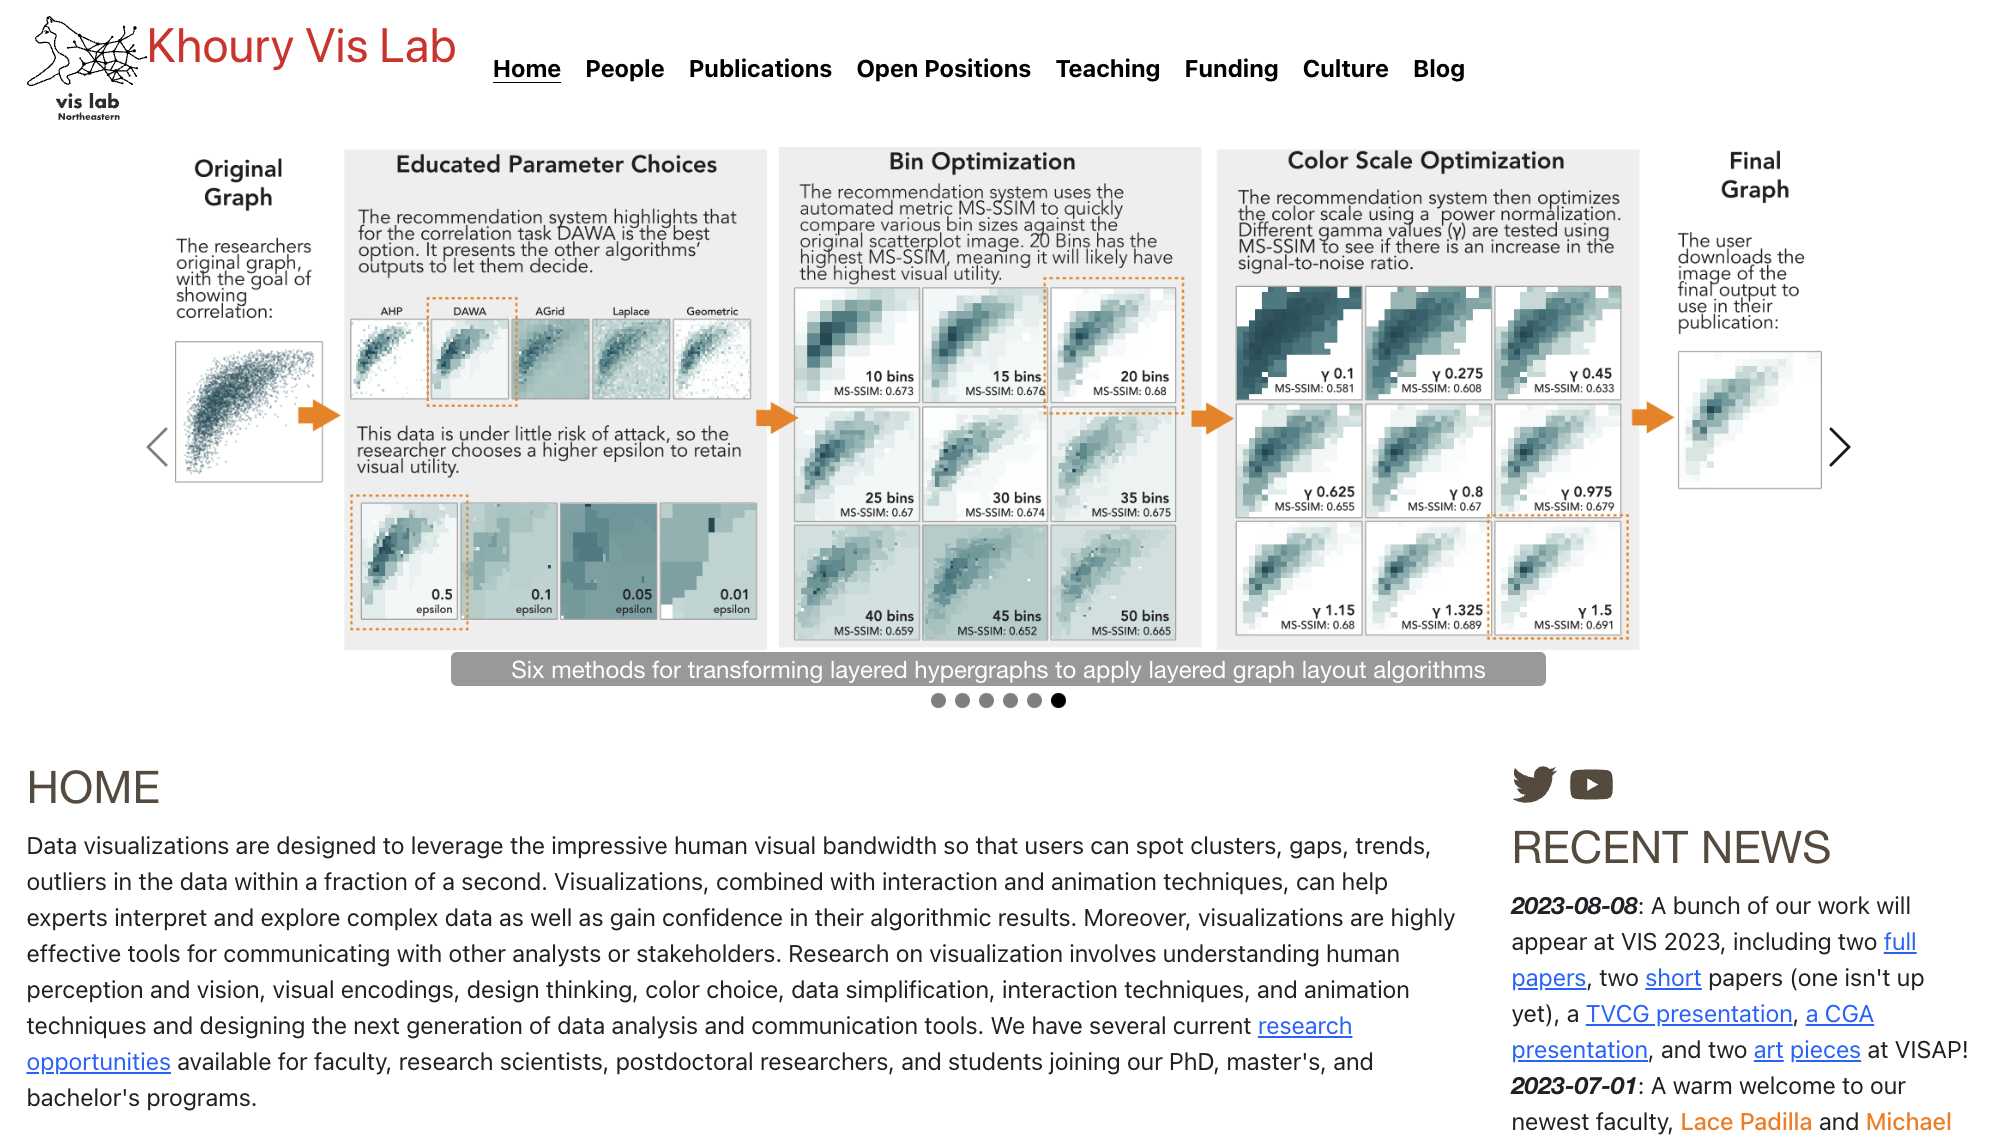 Khoury Vis Lab
vis lab
Northeastern
Home People Publications Open Positions Teaching Funding Culture Blog
Original
Graph
The researchers
original graph,
with the goal of
showing
correlation:
Educated Parameter Choices
The recommendation system highlights that
for the correlation task DAWA is the best
option. It presents the other algorithms'
outputs to let them decide.
AHP DAWA AGrid Laplace Geometric
This data is under little risk of attack, so the
researcher chooses a higher epsilon to retain
visual utility.
0.5 0.1 0.05 0.01
epsilon epsilon epsilon epsilon
Bin Optimization
The recommendation system uses the
automated metric MS-SSIM to quickly
compare various bin sizes against the
original scatterplot image. 20 Bins has the
highest MS-SSIM, meaning it will likely have
the highest visual utility.
10 bins 15 bins 20 bins
MS-SSIM: 0.673 MS-SSIM: 0.676 MS-SSIM: 0.68
25 bins 30 bins 35 bins
MS-SSIM: 0.67 MS-SSIM: 0.674 MS-SSIM: 0.675
40 bins 45 bins 50 bins
MS-SSIM: 0.659 MS-SSIM: 0.652 MS-SSIM: 0.665
Color Scale Optimization
The recommendation system then optimizes
the color scale using a power normalization.
Different gamma values (γ) are tested using
MS-SSIM to see if there is an increase in the
signal-to-noise ratio.
γ 0.1 γ 0.275 γ 0.45
MS-SSIM: 0.581 MS-SSIM: 0.608 MS-SSIM: 0.633
γ 0.625 γ 0.8 γ 0.975
MS-SSIM: 0.655 MS-SSIM: 0.67 MS-SSIM: 0.679
γ 1.15 γ 1.325 γ 1.5
MS-SSIM: 0.68 MS-SSIM: 0.689 MS-SSIM: 0.691
Final
Graph
The user
downloads the
image of the
final output to
use in their
publication:
Six methods for transforming layered hypergraphs to apply layered graph layout algorithms
HOME
Data visualizations are designed to leverage the impressive human visual bandwidth so that users can spot clusters, gaps, trends,
outliers in the data within a fraction of a second. Visualizations, combined with interaction and animation techniques, can help
experts interpret and explore complex data as well as gain confidence in their algorithmic results. Moreover, visualizations are highly
effective tools for communicating with other analysts or stakeholders. Research on visualization involves understanding human
perception and vision, visual encodings, design thinking, color choice, data simplification, interaction techniques, and animation
techniques and designing the next generation of data analysis and communication tools. We have several current research
opportunities available for faculty, research scientists, postdoctoral researchers, and students joining our PhD, master's, and
bachelor's programs.
RECENT NEWS
2023-08-08: A bunch of our work will
appear at VIS 2023, including two full
papers, two short papers (one isn't up
yet), a TVCG presentation, a CGA
presentation, and two art pieces at VISAP!
2023-07-01: A warm welcome to our
newest faculty, Lace Padilla and Michael